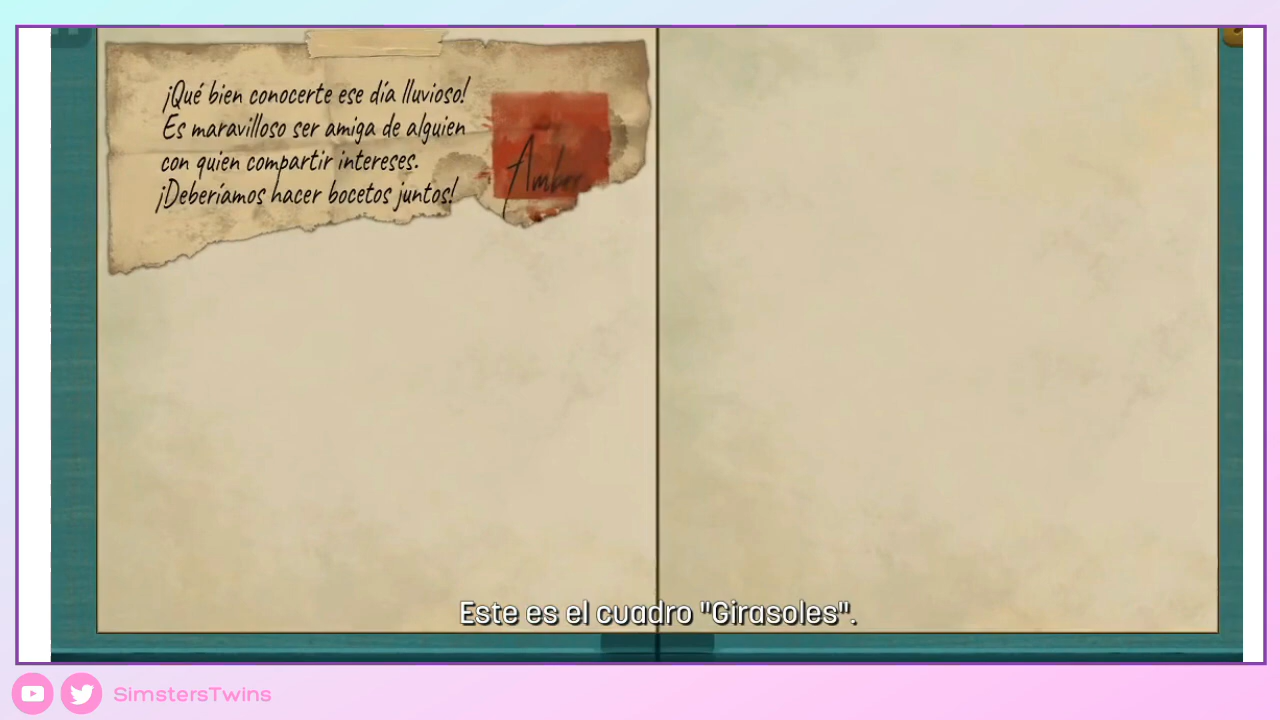 ¡Qué bien conocerte ese día lluvioso!
Es maravilloso ser amiga de alguien
con quien compartir intereses.
¡Deberíamos hacer bocetos juntos!
Amber
Este es el cuadro "Girasoles".
SimstersTwins